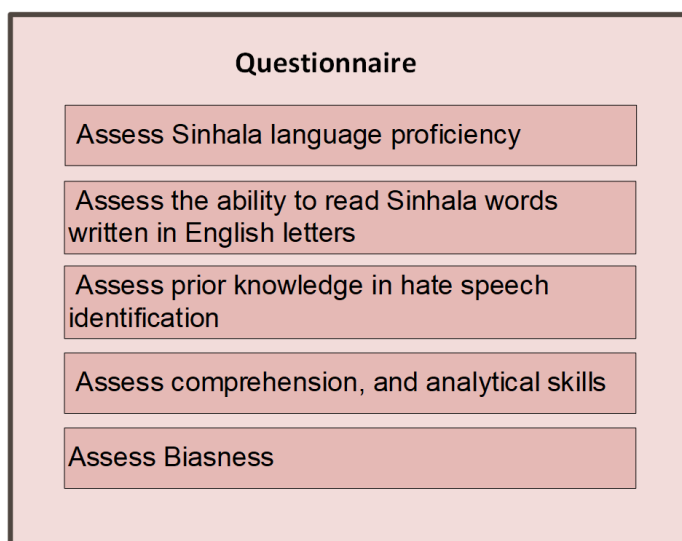 Questionnaire
Assess Sinhala language proficiency
Assess the ability to read Sinhala words
written in English letters
Assess prior knowledge in hate speech
identification
Assess comprehension, and analytical skills
Assess Biasness